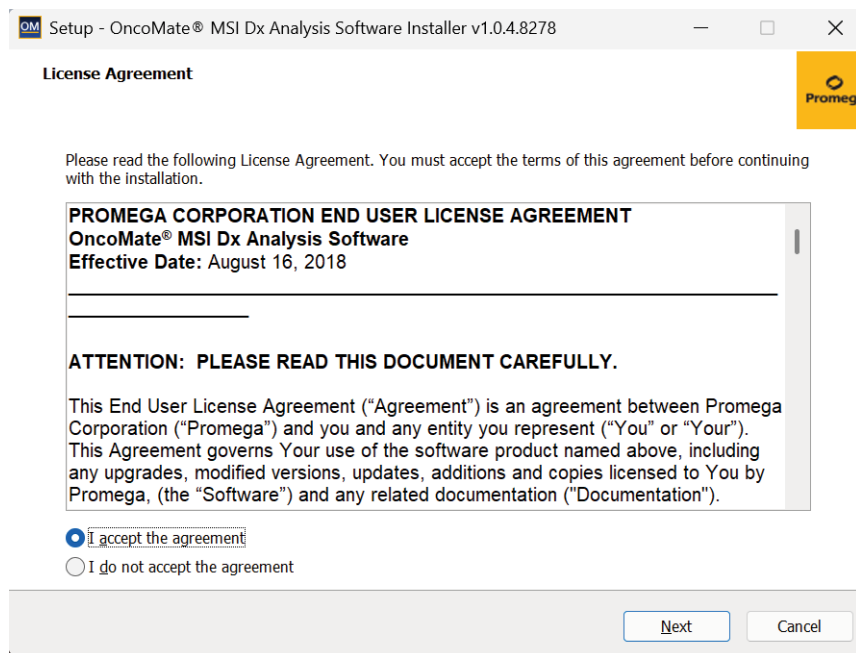 OM Setup - OncoMate® MSI Dx Analysis Software Installer v1.0.4.8278
License Agreement
Promeg
Please read the following License Agreement. You must accept the terms of this agreement before continuing
with the installation.
PROMEGA CORPORATION END USER LICENSE AGREEMENT
OncoMate® MSI Dx Analysis Software
Effective Date: August 16, 2018
ATTENTION:  PLEASE READ THIS DOCUMENT CAREFULLY.
This End User License Agreement (“Agreement”) is an agreement between Promega
Corporation (“Promega”) and you and any entity you represent (“You” or “Your”).
This Agreement governs Your use of the software product named above, including
any upgrades, modified versions, updates, additions and copies licensed to You by
Promega, (the “Software”) and any related documentation ("Documentation").
I accept the agreement
I do not accept the agreement
Next Cancel